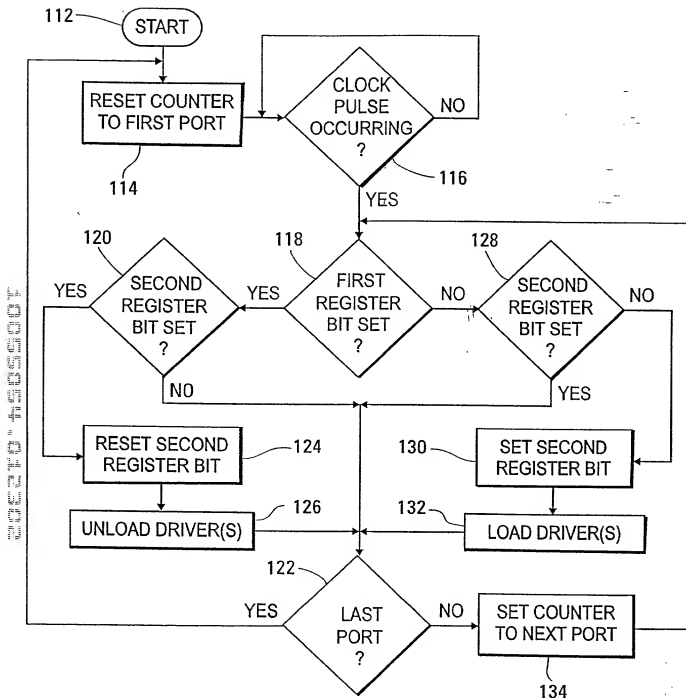 112
START
RESET COUNTER
TO FIRST PORT
114
CLOCK
PULSE
OCCURRING
?
NO
116
YES
120
118
128
YES
SECOND
REGISTER
BIT SET
?
YES
FIRST
REGISTER
BIT SET
?
NO
SECOND
REGISTER
BIT SET
?
NO
NO
YES
RESET SECOND
REGISTER BIT
124
130
SET SECOND
REGISTER BIT
UNLOAD DRIVER(S)
126
132
LOAD DRIVER(S)
122
YES
LAST
PORT
?
NO
SET COUNTER
TO NEXT PORT
134